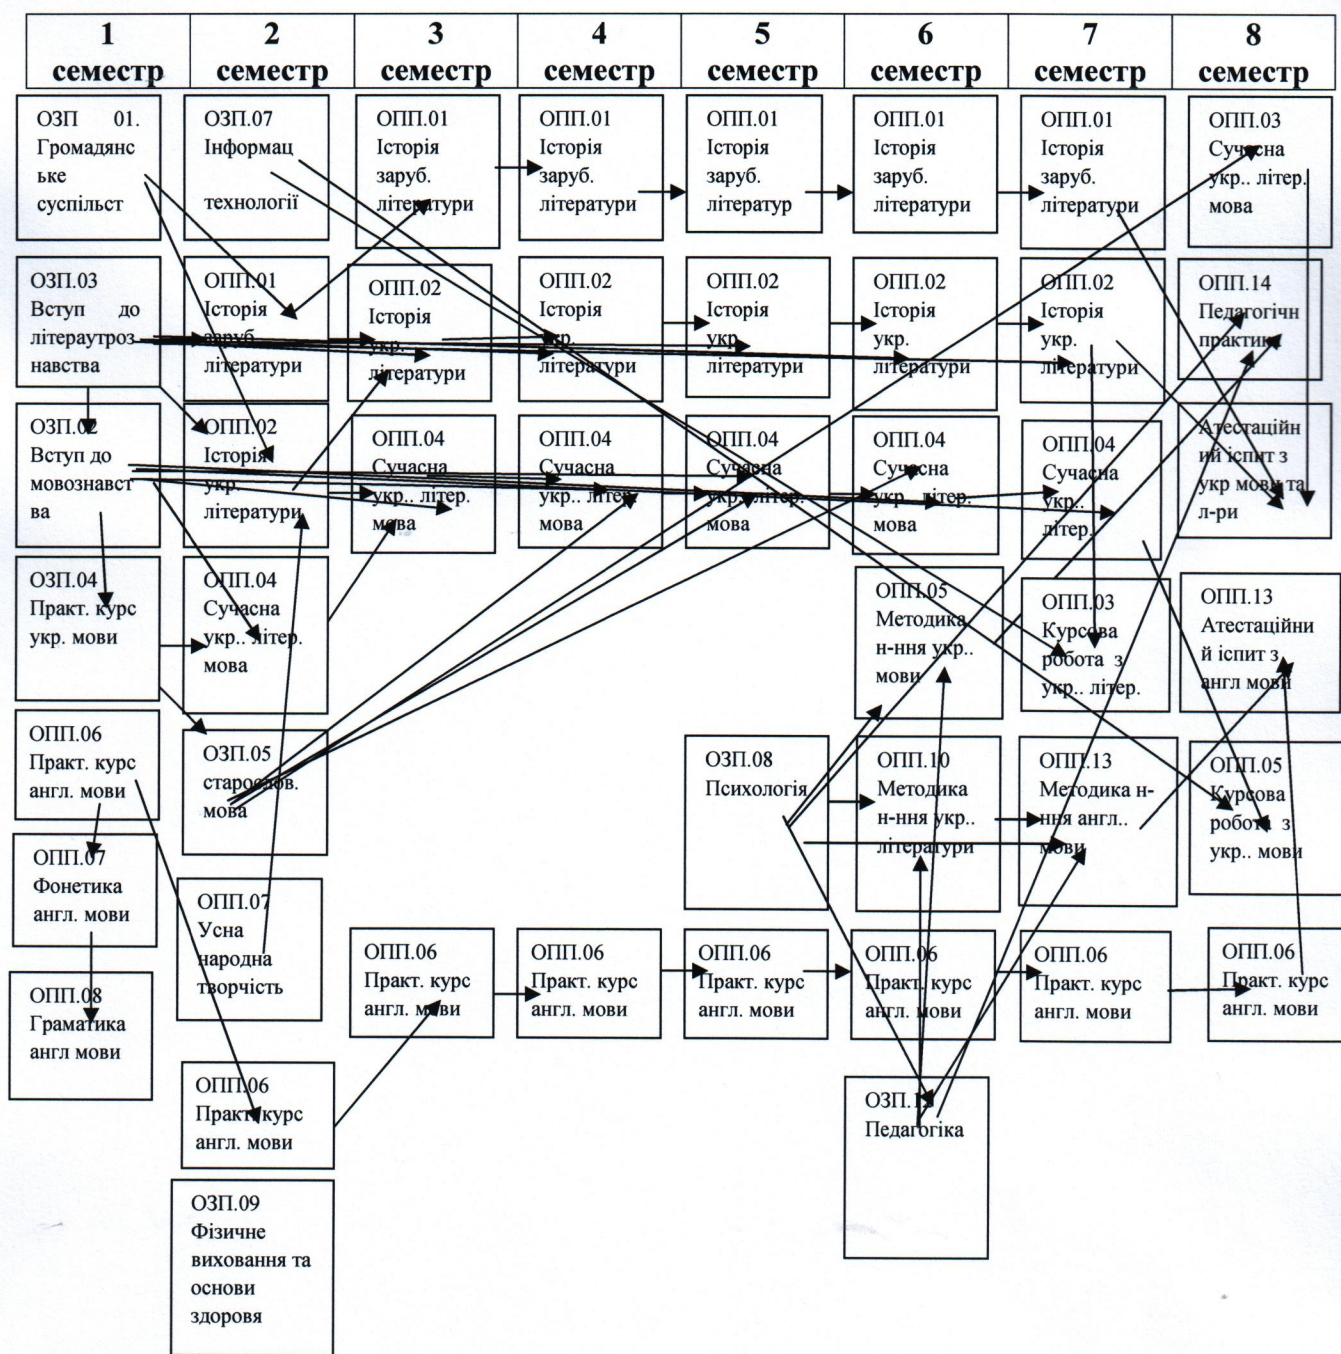 1 семестр
2 семестр
3 семестр
4 семестр
5 семестр
6 семестр
7 семестр
8 семестр
ОЗП 01.
Громадянс
ьке
суспільст
ОЗП.03
Вступ до
літераутроз
навства
ОЗП.02
Вступ до
мовознавст
ва
ОЗП.04
Практ. курс
укр. мови
ОПП.06
Практ. курс
англ. мови
ОПП.07
Фонетика
англ. мови
ОПП.08
Граматика
англ мови
ОЗП.07
Інформац
технології
ОПП.01
Історія
заруб.
літератури
ОПП.02
Історія
укр.
літератури
ОПП.04
Сучасна
укр.. літер.
мова
ОЗП.05
старослов.
мова
ОПП.07
Усна
народна
творчість
ОПП.06
Практ. курс
англ. мови
ОЗП.09
Фізичне
виховання та
основи
здоровя
ОПП.01
Історія
заруб.
літератури
ОПП.02
Історія
укр.
літератури
ОПП.04
Сучасна
укр.. літер.
мова
ОПП.06
Практ. курс
англ. мови
ОПП.01
Історія
заруб.
літератури
ОПП.02
Історія
укр.
літератури
ОПП.04
Сучасна
укр.. літер.
мова
ОПП.06
Практ. курс
англ. мови
ОПП.01
Історія
заруб.
літератур
ОПП.02
Історія
укр.
літератури
ОПП.04
Сучасна
укр.. літер.
мова
ОЗП.08
Психологія
ОПП.06
Практ. курс
англ. мови
ОПП.01
Історія
заруб.
літератури
ОПП.02
Історія
укр.
літератури
ОПП.04
Сучасна
укр.. літер.
мова
ОПП.05
Методика
н-ння укр..
мови
ОПП.10
Методика
н-ння укр..
літератури
ОПП.06
Практ. курс
англ. мови
Педагогіка
ОПП.01
Історія
заруб.
літератури
ОПП.02
Історія
укр.
літератури
ОПП.04
Сучасна
укр..
літер.
ОПП.03
Курсова
робота з
укр.. літер.
ОПП.13
Методика н-
ння англ..
мови
ОПП.06
Практ. курс
англ. мови
ОПП.03
Сучасна
укр.. літер.
мова
ОПП.14
Педагогічн
практика
Атестаційн
ий іспит з
укр мови та
л-ри
ОПП.13
Атестаційни
й іспит з
англ мови
ОПП.05
Курсова
робота з
укр.. мови
ОПП.06
Практ. курс
англ. мови